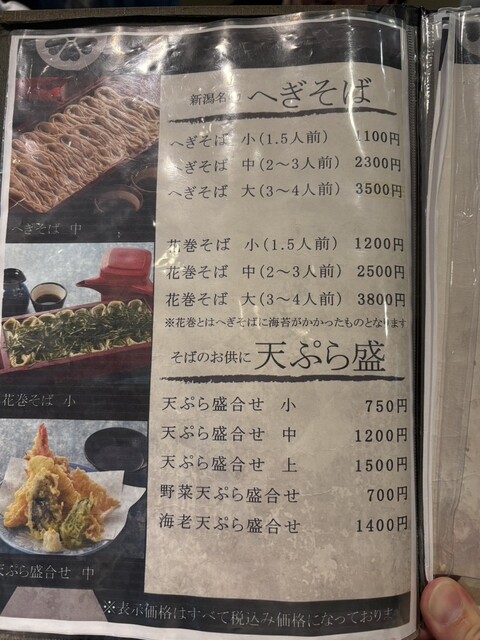 新潟名 へぎそば
へぎそば 小(1.5人前) 1100円
へぎそば 中(2〜3人前) 2300円
へぎそば 大(3〜4人前) 3500円
花巻そば 小(1.5人前) 1200円
花巻そば 中(2〜3人前) 2500円
花巻そば 大(3〜4人前) 3800円
※花巻とはへぎそばに海苔がかかったものとなります
そばのお供に 天ぷら盛
天ぷら盛合せ 小 750円
天ぷら盛合せ 中 1200円
天ぷら盛合せ 上 1500円
野菜天ぷら盛合せ 700円
海老天ぷら盛合せ 1400円
へぎそば 中
花巻そば 小
天ぷら盛合せ 中
※表示価格はすべて税込み価格になっておりま